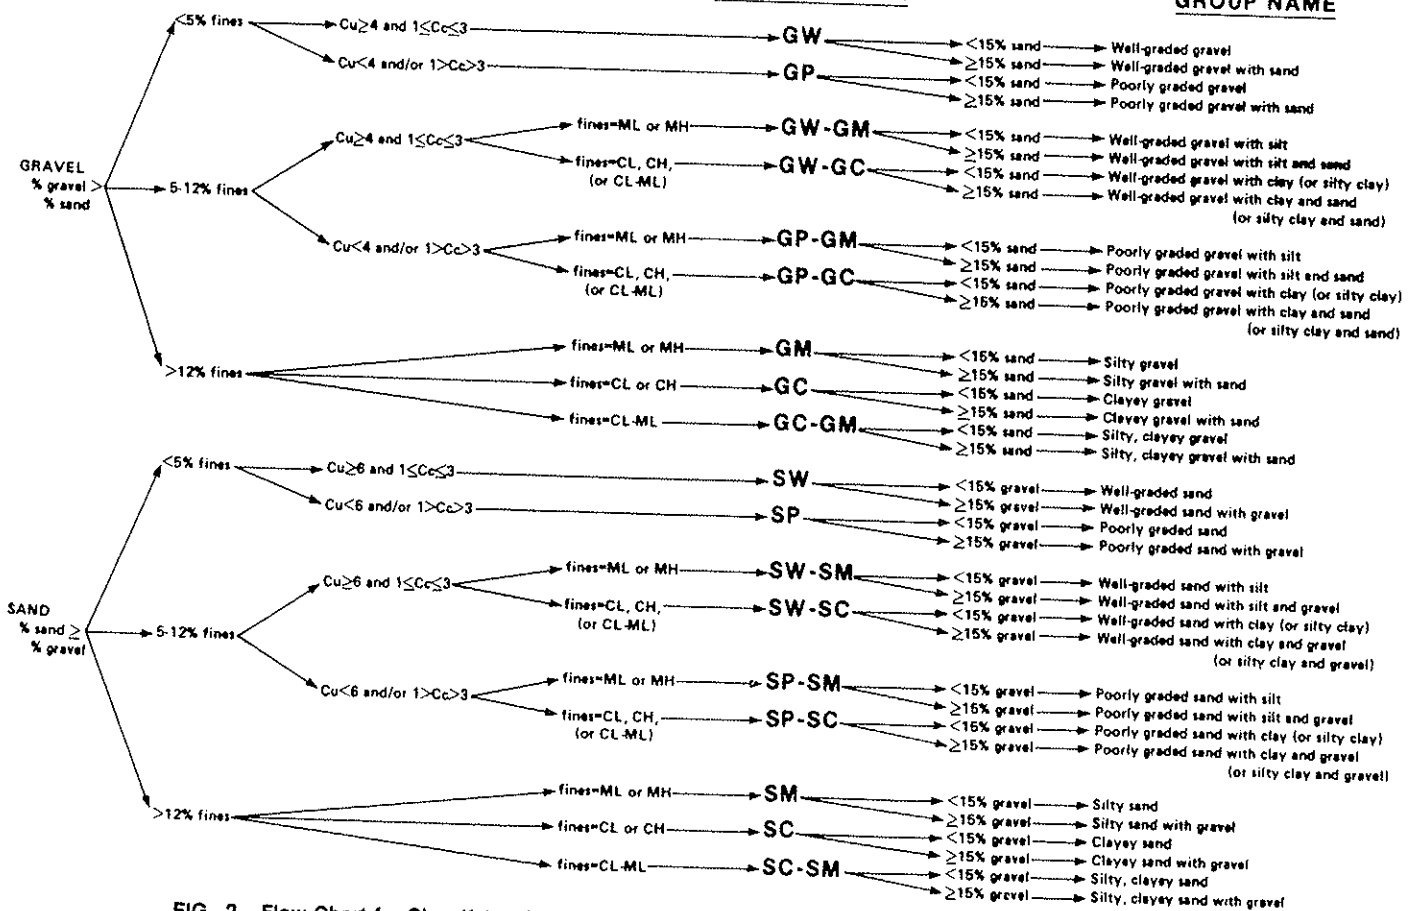 GROUP NAME
<5% fines
Cu≥4 and 1≤Cc≤3
GW
<15% sand
Well-graded gravel
≥15% sand
Well-graded gravel with sand
Cu<4 and/or 1>Cc>3
GP
<15% sand
Poorly graded gravel
≥15% sand
Poorly graded gravel with sand
GRAVEL
% gravel >
% sand
5-12% fines
Cu≥4 and 1≤Cc≤3
fines=ML or MH
GW-GM
<15% sand
Well-graded gravel with silt
≥15% sand
Well-graded gravel with silt and sand
fines=CL, CH,
(or CL-ML)
GW-GC
<15% sand
Well-graded gravel with clay (or silty clay)
≥15% sand
Well-graded gravel with clay and sand
(or silty clay and sand)
Cu<4 and/or 1>Cc>3
fines=ML or MH
GP-GM
<15% sand
Poorly graded gravel with silt
≥15% sand
Poorly graded gravel with silt and sand
fines=CL, CH,
(or CL-ML)
GP-GC
<15% sand
Poorly graded gravel with clay (or silty clay)
≥15% sand
Poorly graded gravel with clay and sand
(or silty clay and sand)
>12% fines
fines=ML or MH
GM
<15% sand
Silty gravel
≥15% sand
Silty gravel with sand
fines=CL or CH
GC
<15% sand
Clayey gravel
≥15% sand
Clayey gravel with sand
fines=CL-ML
GC-GM
<15% sand
Silty, clayey gravel
≥15% sand
Silty, clayey gravel with sand
<5% fines
Cu≥6 and 1≤Cc≤3
SW
<15% gravel
Well-graded sand
≥15% gravel
Well-graded sand with gravel
Cu<6 and/or 1>Cc>3
SP
<15% gravel
Poorly graded sand
≥15% gravel
Poorly graded sand with gravel
SAND
% sand ≥
% gravel
5-12% fines
Cu≥6 and 1≤Cc≤3
fines=ML or MH
SW-SM
<15% gravel
Well-graded sand with silt
≥15% gravel
Well-graded sand with silt and gravel
fines=CL, CH,
(or CL-ML)
SW-SC
<15% gravel
Well-graded sand with clay (or silty clay)
≥15% gravel
Well-graded sand with clay and gravel
(or silty clay and gravel)
Cu<6 and/or 1>Cc>3
fines=ML or MH
SP-SM
<15% gravel
Poorly graded sand with silt
≥15% gravel
Poorly graded sand with silt and gravel
fines=CL, CH,
(or CL-ML)
SP-SC
<15% gravel
Poorly graded sand with clay (or silty clay)
≥15% gravel
Poorly graded sand with clay and gravel
(or silty clay and gravel)
>12% fines
fines=ML or MH
SM
<15% gravel
Silty sand
≥15% gravel
Silty sand with gravel
fines=CL or CH
SC
<15% gravel
Clayey sand
≥15% gravel
Clayey sand with gravel
fines=CL-ML
SC-SM
<15% gravel
Silty, clayey sand
≥15% gravel
Silty, clayey sand with gravel
FIG. 2 Flow Chart for